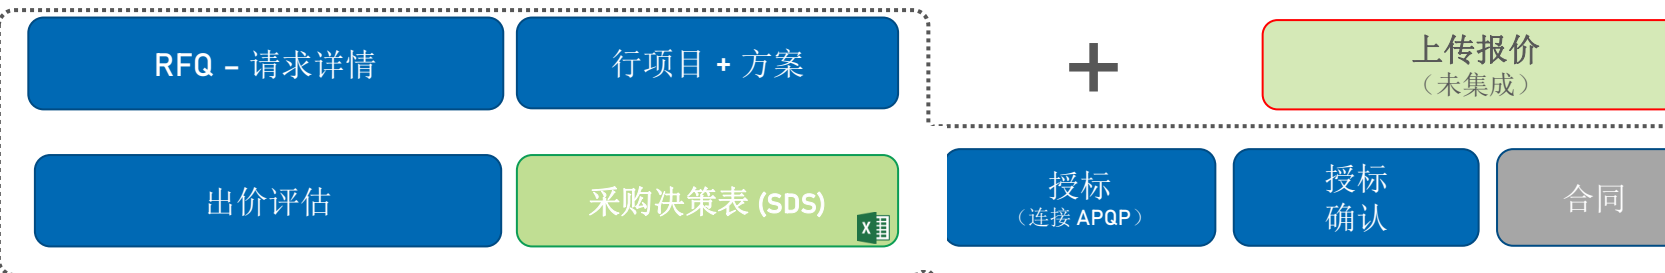 RFQ – 请求详情
行项目 + 方案
+
上传报价
（未集成）
出价评估
采购决策表 (SDS)
X
授标
（连接 APQP）
授标
确认
合同